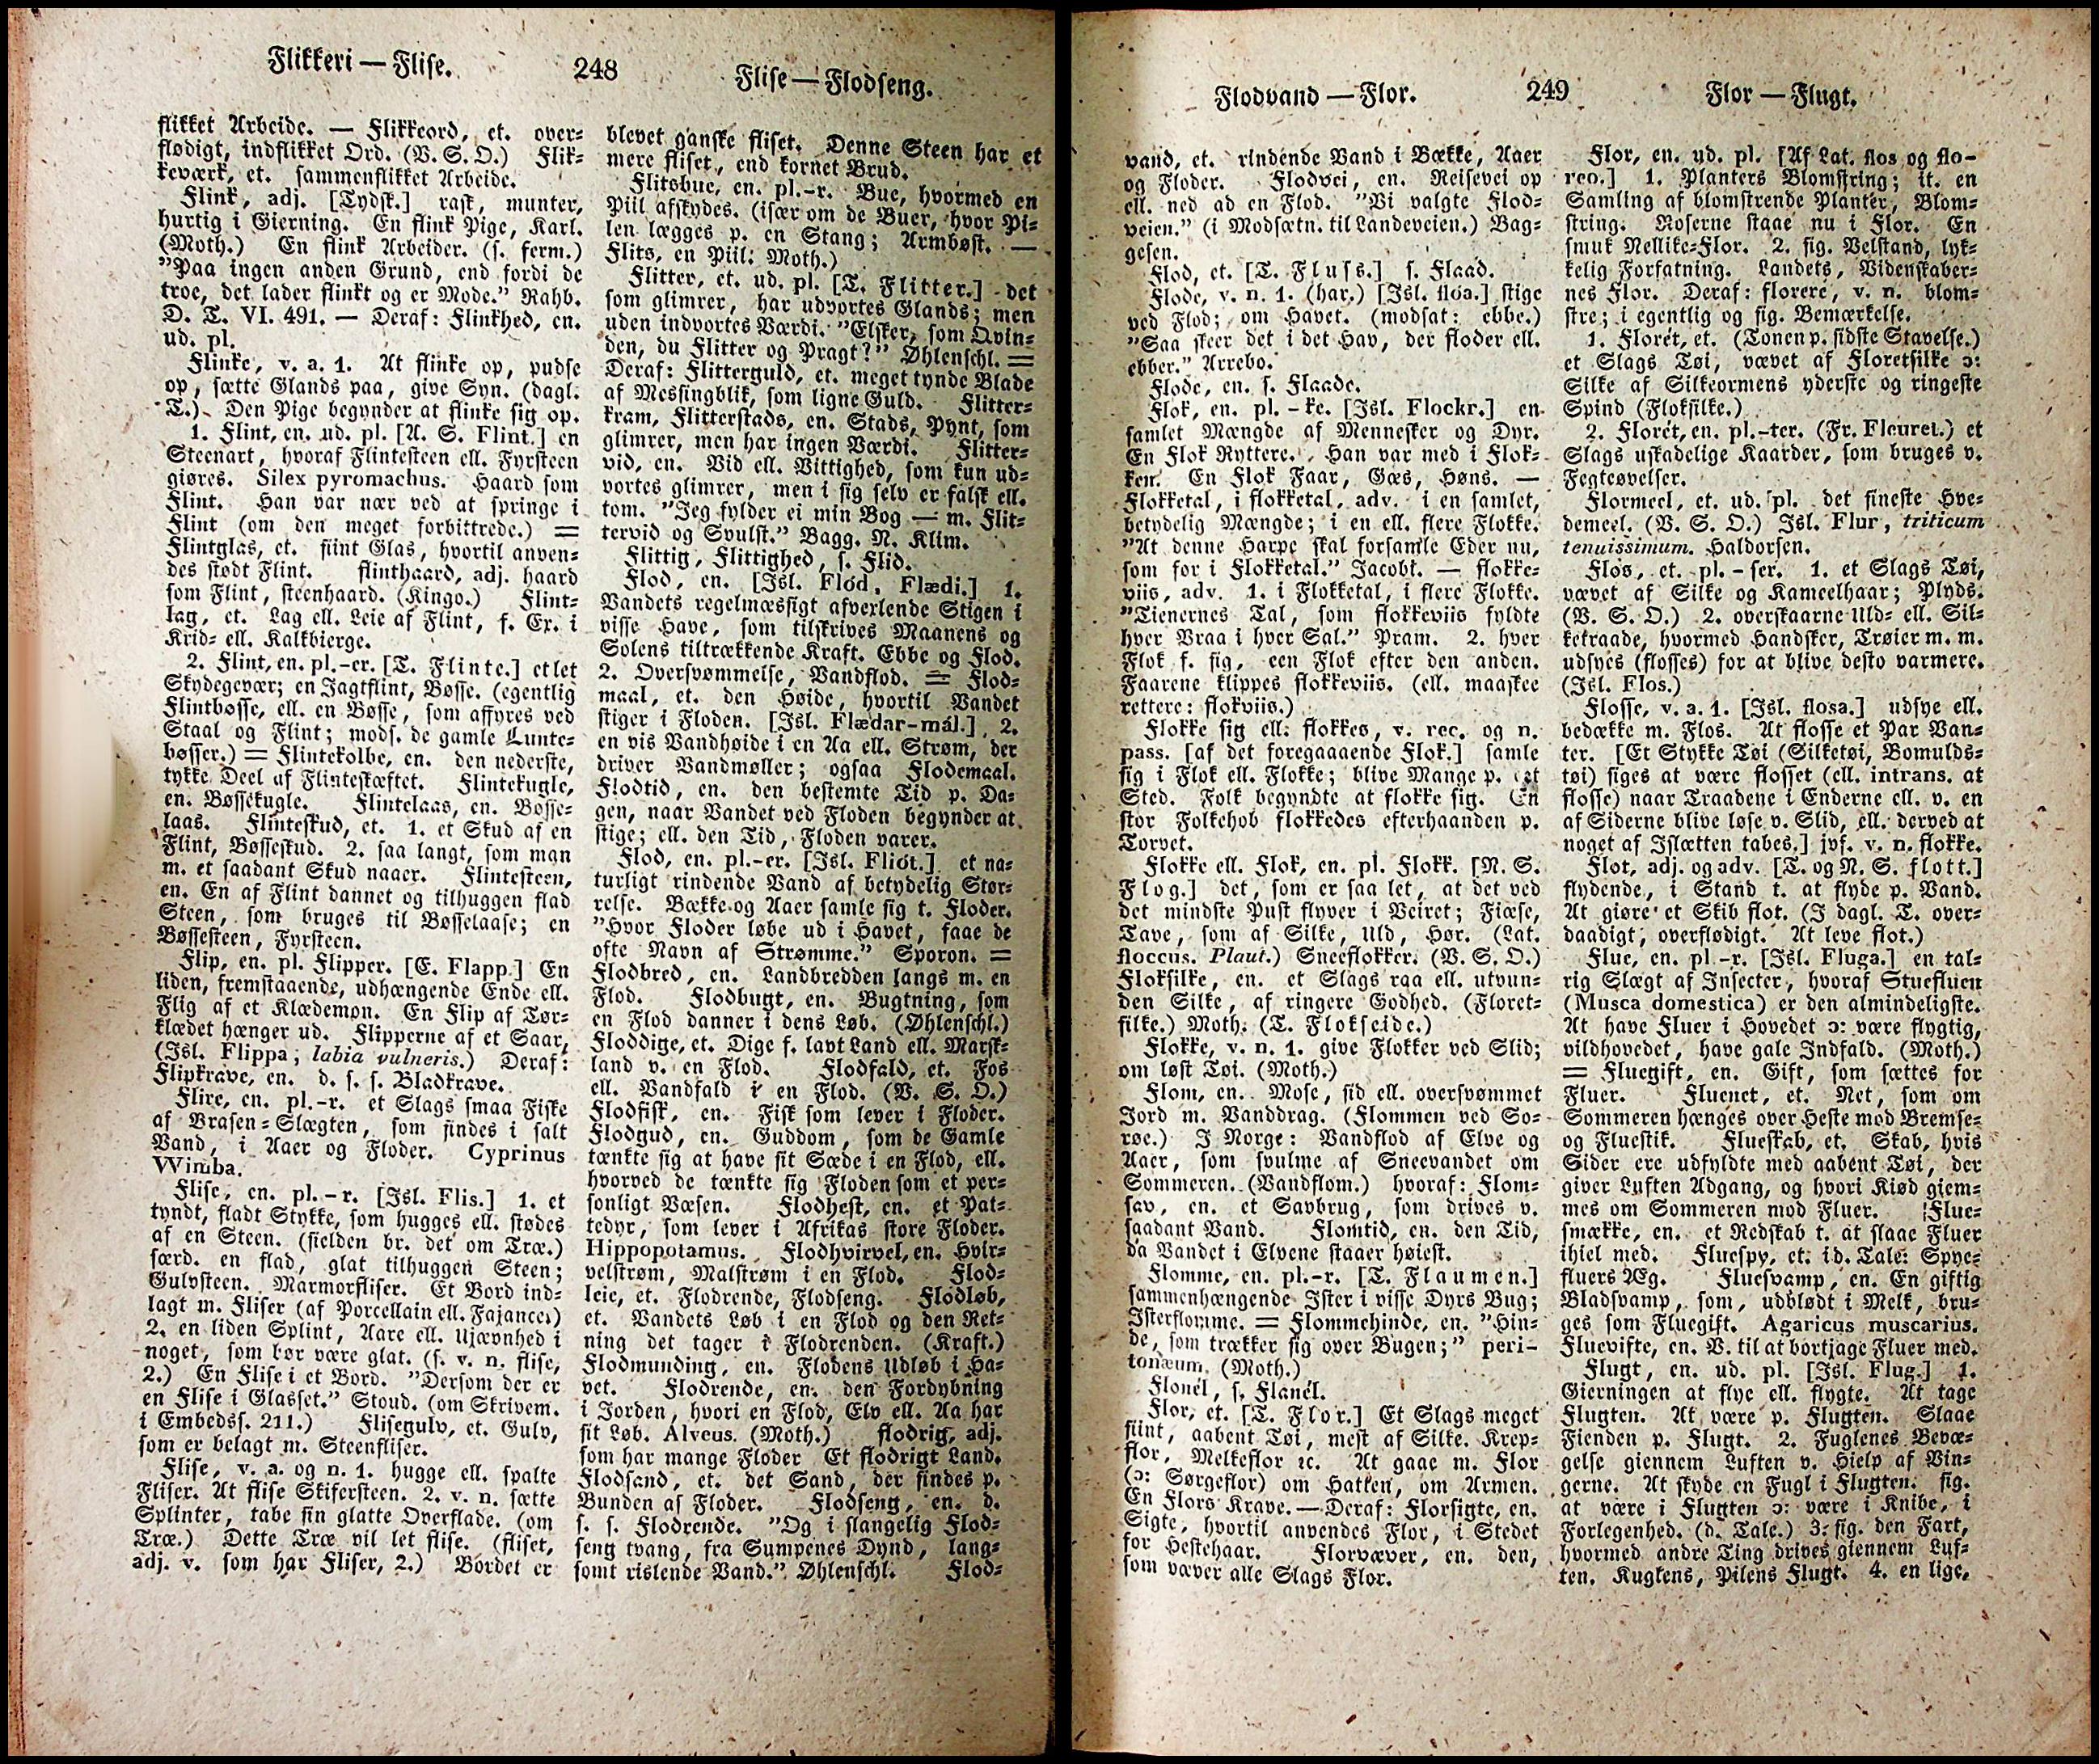 Flikkeri — Flise.
248
Flise — Flodseng.
flikket Arbeide. — Flikkeord, et. over-
flødigt, indflikket Ord. (V. S. O.) Flik-
keværk, et. sammenflikket Arbeide.
Flink, adj. [Tydsk.] rask, munter,
hurtig i Gierning. En flink Pige, Karl.
(Moth.) En flink Arbeider. (s. ferm.)
"Paa ingen anden Grund, end fordi de
troe, det lader flinkt og er Mode." Rahb.
D. T. VI. 491. — Deraf: Flinkhed, en.
ud. pl.
Flinke, v. a. 1. At flinke op, pudse
op, sætte Glands paa, give Syn. (dagl.
T.) Den Pige begynder at flinke sig op.
1. Flint, en. ud. pl. [A. S. Flint.] en
Steenart, hvoraf Flintesteen ell. Fyrsteen
giøres. Silex pyromachus. Haard som
Flint. Han var nær ved at springe i
Flint (om den meget forbittrede.) =
Flintglas, et. fiint Glas, hvortil anven-
des stødt Flint. flinthaard, adj. haard
som Flint, steenhaard. (Kingo.) Flint-
lag, et. Lag ell. Leie af Flint, f. Ex. i
Krid- ell. Kalkbierge.
2. Flint, en. pl.-er. [T. Flinte.] et let
Skydegevær; en Jagtflint, Bøsse. (egentlig
Flintbøsse, ell. en Bøsse, som affyres ved
Staal og Flint; mods. de gamle Lunte-
bøsser.) = Flintekolbe, en. den nederste,
tykke Deel af Flinteskæftet. Flintekugle,
en. Bøssekugle. Flintelaas, en. Bøsse-
laas. Flinteskud, et. 1. et Skud af en
Flint, Bøsseskud. 2. saa langt, som man
m. et saadant Skud naaer. Flintesteen,
en. En af Flint dannet og tilhuggen flad
Steen, som bruges til Bøsselaase; en
Bøssesteen, Fyrsteen.
Flip, en. pl. Flipper. [E. Flapp.] En
liden, fremstaaende, udhængende Ende ell.
Flig af et Klædemon. En Flip af Tør-
klædet hænger ud. Flipperne af et Saar,
(Isl. Flippa; labia vulneris.) Deraf:
Flipkrave, en. d. s. s. Bladkrave.
Flire, en. pl.-r. et Slags smaa Fiske
af Brasen-Slægten, som findes i salt
Vand, i Aaer og Floder. Cyprinus
Wimba.
Flise, en. pl.-r. [Isl. Flis.] 1. et
tyndt, fladt Stykke, som hugges ell. stødes
af en Steen. (sielden br. det om Træ.)
særd. en flad, glat tilhuggen Steen;
Gulvsteen. Marmorfliser. Et Bord ind-
lagt m. Fliser (af Porcellain ell. Fajance.)
2. en liden Splint, Aare ell. Ujævnhed i
noget, som bør være glat. (s. v. n. flise,
2.) En Flise i et Bord. "Dersom der er
en Flise i Glasset." Stoud. (om Skrivem.
i Embedss. 211.) Flisegulv, et. Gulv,
som er belagt m. Steenfliser.
Flise, v. a. og n. 1. hugge ell. spalte
Fliser. At flise Skifersteen. 2. v. n. sætte
Splinter, tabe sin glatte Overflade. (om
Træ.) Dette Træ vil let flise. (fliset,
adj. v. som har Fliser, 2.) Bordet er
blevet ganske fliset. Denne Steen har et
mere fliset, end kornet Brud.
Flitsbue, en. pl.-r. Bue, hvormed en
Piil afskydes. (især om de Buer, hvor Pi-
len lægges p. en Stang; Armbøst. —
Flits, en Piil. Moth.)
Flitter, et. ud. pl. [T. Flitter.] det
som glimrer, har udvortes Glands; men
uden indvortes Værdi. "Elsker, som Qvin-
den, du Flitter og Pragt?" Øhlenschl. =
Deraf: Flitterguld, et. meget tynde Blade
af Messingblik, som ligne Guld. Flitter-
kram, Flitterstads, en. Stads, Pynt, som
glimrer, men har ingen Værdi. Flitter-
vid, en. Vid ell. Vittighed, som kun ud-
vortes glimrer, men i sig selv er falsk ell.
tom. "Jeg fylder ei min Bog — m. Flit-
tervid og Svulst." Bagg. N. Klim.
Flittig, Flittighed, s. Flid.
Flod, en. [Isl. Flód, Flædi.] 1.
Vandets regelmæssigt afvexlende Stigen i
visse Have, som tilskrives Maanens og
Solens tiltrækkende Kraft. Ebbe og Flod.
2. Oversvømmelse, Vandflod. = Flod-
maal, et. den Høide, hvortil Vandet
stiger i Floden. [Isl. Flædar-mál.] 2.
en vis Vandhøide i en Aa ell. Strøm, der
driver Vandmøller; ogsaa Flodemaal.
Flodtid, en. den bestemte Tid p. Da-
gen, naar Vandet ved Floden begynder at
stige; ell. den Tid, Floden varer.
Flod, en. pl.-er. [Isl. Fliót.] et na-
turligt rindende Vand af betydelig Stør-
relse. Bække og Aaer samle sig t. Floder.
"Hvor Floder løbe ud i Havet, faae de
ofte Navn af Strømme." Sporon. =
Flodbred, en. Landbredden langs m. en
Flod. Flodbugt, en. Bugtning, som
en Flod danner i dens Løb. (Øhlenschl.)
Floddige, et. Dige f. lavt Land ell. Marsk-
land v. en Flod. Flodfald, et. Fos
ell. Vandfald i en Flod. (V. S. O.)
Flodfisk, en. Fisk som lever i Floder.
Flodgud, en. Guddom, som de Gamle
tænkte sig at have sit Sæde i en Flod, ell.
hvorved de tænkte sig Floden som et per-
sonligt Væsen. Flodhest, en. et Pat-
tedyr, som lever i Afrikas store Floder.
Hippopotamus. Flodhvirvel, en. Hvir-
velstrøm, Malstrøm i en Flod. Flod-
leie, et. Flodrende, Flodseng. Flodløb,
et. Vandets Løb i en Flod og den Ret-
ning det tager i Flodrenden. (Kraft.)
Flodmunding, en. Flodens Udløb i Ha-
vet. Flodrende, en. den Fordybning
i Jorden, hvori en Flod, Elv ell. Aa har
sit Løb. Alveus. (Moth.) flodrig, adj.
som har mange Floder Et flodrigt Land.
Flodsand, et. det Sand, der findes p.
Bunden af Floder. Flodseng, en. d.
s. s. Flodrende. "Og i slangelig Flod-
seng tvang, fra Sumpenes Dynd, lang-
somt rislende Vand." Øhlenschl. Flod-
Flodvand — Flor.
249
Flor — Flugt.
vand, et. rindende Vand i Bække, Aaer
og Floder. Flodvei, en. Reisevei op
ell. ned ad en Flod. "Vi valgte Flod-
veien." (i Modsætn. til Landeveien.) Bag-
gesen.
Flod, et. [T. Fluss.] s. Flaad.
Flode, v. n. 1. (har.) [Isl. flóa.] stige
ved Flod; om Havet. (modsat: ebbe.)
"Saa skeer det i det Hav, der floder ell.
ebber." Arrebo.
Flode, en. s. Flaade.
Flok, en. pl. -ke. [Isl. Flockr.] en
samlet Mængde af Mennesker og Dyr.
En Flok Ryttere. Han var med i Flok-
ken. En Flok Faar, Gæs, Høns. —
Flokketal, i flokketal, adv. i en samlet,
betydelig Mængde; i en ell. flere Flokke.
"At denne Harpe skal forsamle Eder nu,
som for i Flokketal." Jacobi. — flokke-
viis, adv. 1. i Flokketal, i flere Flokke.
"Tienernes Tal, som flokkeviis fyldte
hver Vraa i hver Sal." Pram. 2. hver
Flok f. sig, een Flok efter den anden.
Faarene klippes flokkeviis. (ell. maaskee
rettere: flokviis.)
Flokke sig ell. flokkes, v. rec. og n.
pass. [af det foregaaaende Flok.] samle
sig i Flok ell. Flokke; blive Mange p. et
Sted. Folk begyndte at flokke sig. En
stor Folkehob flokkedes efterhaanden p.
Torvet.
Flokke ell. Flok, en. pl. Flokk. [N. S.
Flog.] det, som er saa let, at det ved
det mindste Pust flyver i Veiret; Fiæse,
Tave, som af Silke, Uld, Hør. (Lat.
floccus. Plaut.) Sneeflokker. (V. S. O.)
Floksilke, en. et Slags raa ell. utvun-
den Silke, af ringere Godhed. (Floret-
silke.) Moth. (T. Flokseide.)
Flokke, v. n. 1. give Flokker ved Slid;
om løst Tøi. (Moth.)
Flom, en. Mose, sid ell. oversvømmet
Jord m. Vanddrag. (Flommen ved So-
røe.) I Norge: Vandflod af Elve og
Aaer, som svulme af Sneevandet om
Sommeren. (Vandflom.) hvoraf: Flom-
sav, en. et Savbrug, som drives v.
saadant Vand. Flomtid, en. den Tid,
da Vandet i Elvene staaer høiest.
Flomme, en. pl.-r. [T. Flaumen.]
sammenhængende Ister i visse Dyrs Bug;
Isterflomme. = Flommehinde, en. "Hin-
de, som trækker sig over Bugen;" peri-
tonæum. (Moth.)
Flonél, s. Flanél.
Flor, et. [T. Flor.] Et Slags meget
fiint, aabent Tøi, mest af Silke. Krep-
flor, Melkeflor ꝛc. At gaae m. Flor
(ɔ: Sørgeflor) om Hatten, om Armen.
En Flors Krave. — Deraf: Florsigte, en.
Sigte, hvortil anvendes Flor, i Stedet
for Hestehaar. Florvæver, en. den,
som væver alle Slags Flor.
Flor, en. ud. pl. [Af Lat. flos og flo-
reo.] 1. Planters Blomstring; it. en
Samling af blomstrende Planter, Blom-
string. Roserne staae nu i Flor. En
smuk Nellike-Flor. 2. fig. Velstand, lyk-
kelig Forfatning. Landets, Videnskaber-
nes Flor. Deraf: florere, v. n. blom-
stre; i egentlig og fig. Bemærkelse.
1. Florét, et. (Tonen p. sidste Stavelse.)
et Slags Tøi, vævet af Floretsilke ɔ:
Silke af Silkeormens yderste og ringeste
Spind (Floksilke.)
2. Florét, en. pl.-ter. (Fr. Fleuret.) et
Slags uskadelige Kaarder, som bruges v.
Fegteøvelser.
Flormeel, et. ud. pl. det fineste Hve-
demeel. (V. S. O.) Isl. Flur, triticum
tenuissimum. Haldorsen.
Flos, et. pl. - ser. 1. et Slags Tøi,
vævet af Silke og Kameelhaar; Plyds.
(V. S. O.) 2. overskaarne Uld- ell. Sil-
ketraade, hvormed Handsker, Trøier m. m.
udsyes (flosses) for at blive desto varmere.
(Isl. Flos.)
Flosse, v. a. 1. [Isl. flosa.] udsye ell.
bedække m. Flos. At flosse et Par Van-
ter. [Et Stykke Tøi (Silketøi, Bomulds-
tøi) siges at være flosset (ell. intrans. at
flosse) naar Traadene i Enderne ell. v. en
af Siderne blive løse v. Slid, ell. derved at
noget af Islætten tabes.] jvf. v. n. flokke.
Flot, adj. og adv. [T. og N. S. flott.]
flydende, i Stand t. at flyde p. Vand.
At giøre et Skib flot. (I dagl. T. over-
daadigt, overflødigt. At leve flot.)
Flue, en. pl -r. [Isl. Fluga.] en tal-
rig Slægt af Insecter, hvoraf Stuefluen
(Musca domestica) er den almindeligste.
At have Fluer i Hovedet ɔ: være flygtig,
vildhovedet, have gale Indfald. (Moth.)
= Fluegift, en. Gift, som sættes for
Fluer. Fluenet, et. Net, som om
Sommeren hænges over Heste mod Bremse-
og Fluestik. Flueskab, et. Skab, hvis
Sider ere udfyldte med aabent Tøi, der
giver Luften Adgang, og hvori Kiød giem-
mes om Sommeren mod Fluer. Flue-
smække, en. et Redskab t. at slaae Fluer
ihiel med. Fluespy, et. id. Tale: Spye-
fluers Æg. Fluesvamp, en. En giftig
Bladsvamp, som, udblødt i Melk, bru-
ges som Fluegift. Agaricus muscarius.
Fluevifte, en. V. til at bortjage Fluer med.
Flugt, en. ud. pl. [Isl. Flug.] 1.
Gierningen at flye ell. flygte. At tage
Flugten. At være p. Flugten. Slaae
Fienden p. Flugt. 2. Fuglenes Bevæ-
gelse giennem Luften v. Hielp af Vin-
gerne. At skyde en Fugl i Flugten. fig.
at være i Flugten ɔ: være i Knibe, i
Forlegenhed. (d. Tale.) 3. fig. den Fart,
hvormed andre Ting drives giennem Luf-
ten. Kuglens, Pilens Flugt. 4. en lige,